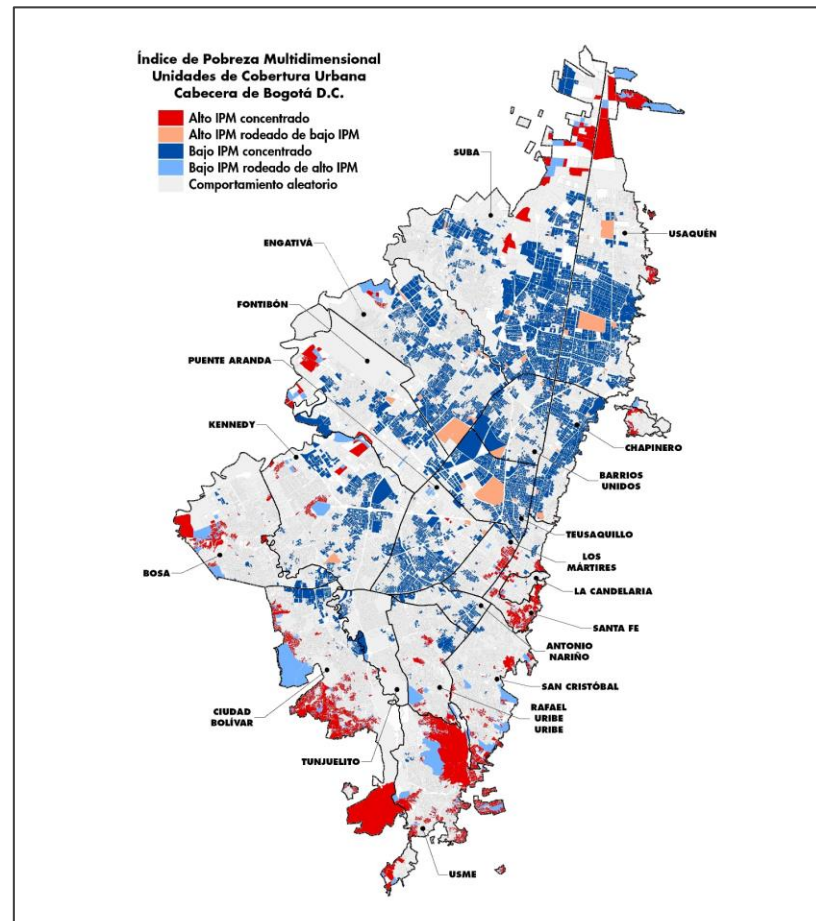 Índice de Pobreza Multidimensional
Unidades de Cobertura Urbana
Cabecera de Bogotá D.C.
Alto IPM concentrado
Alto IPM rodeado de bajo IPM
Bajo IPM concentrado
Bajo IPM rodeado de alto IPM
Comportamiento aleatorio
SUBA
USAQUÉN
ENGATIVÁ
FONTIBÓN
PUENTE ARANDA
KENNEDY
CHAPINERO
BARRIOS
UNIDOS
TEUSAQUILLO
LOS
MÁRTIRES
BOSA
LA CANDELARIA
SANTA FE
ANTONIO
NARIÑO
SAN CRISTÓBAL
CIUDAD
BOLÍVAR
RAFAEL
URIBE
URIBE
TUNJUELITO
USME